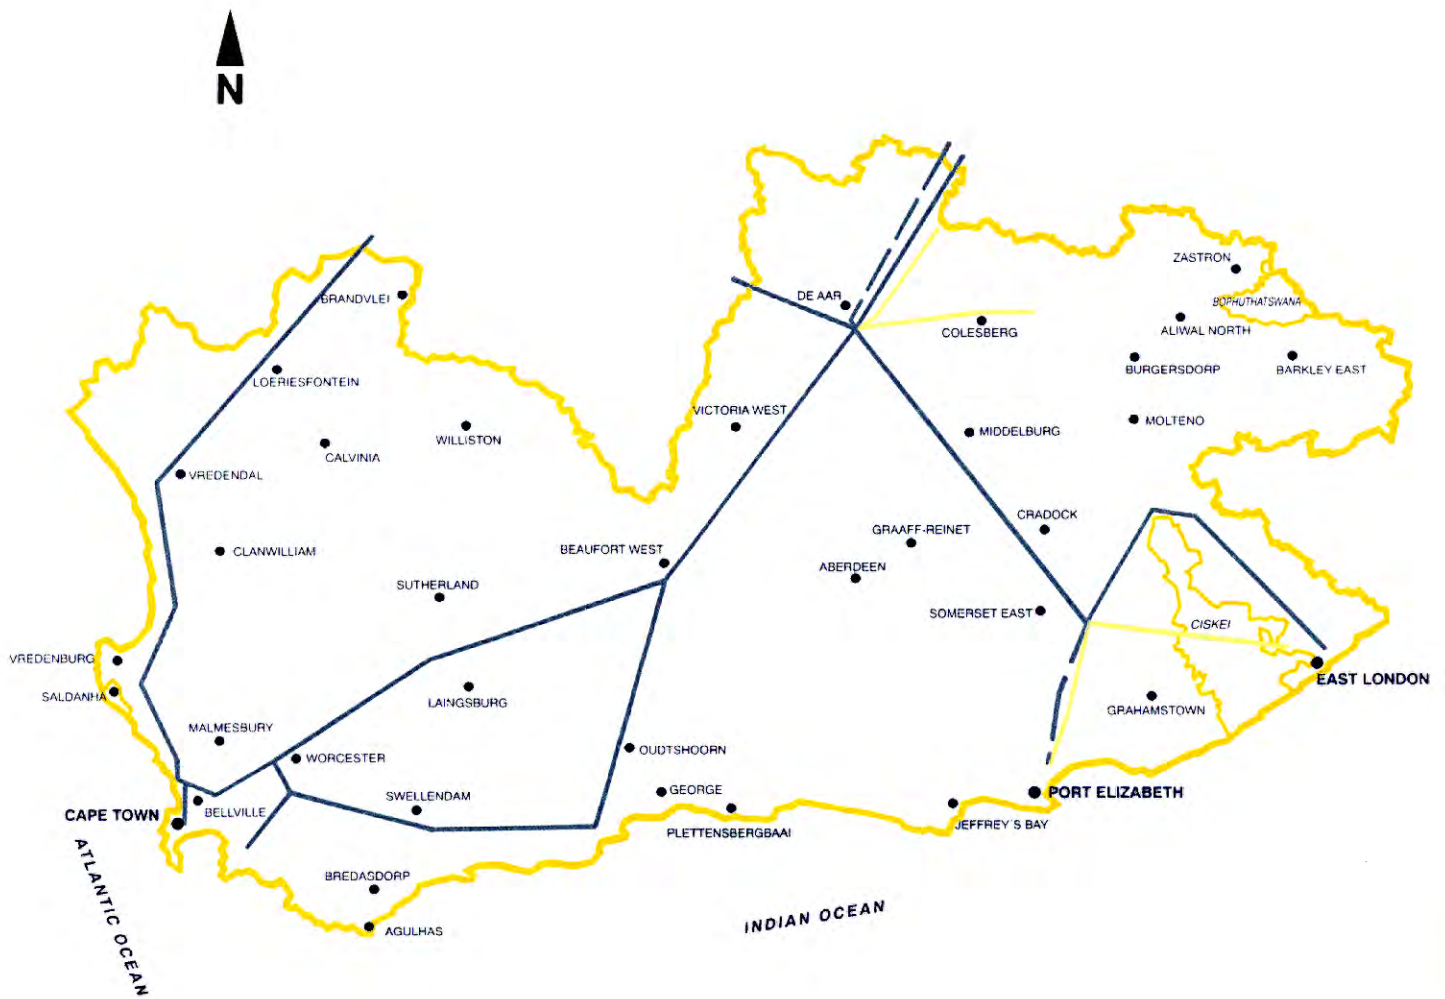 N
ZASTRON
BOPHUTHATSWANA
BRANDVLEI
DE AAR
COLESBERG
ALIWAL NORTH
BURGERSDORP
BARKLEY EAST
LOERIESFONTEIN
VICTORIA WEST
WILLISTON
MIDDELBURG
MOLTENO
CALVINIA
VREDENDAL
CRADOCK
GRAAFF-REINET
CLANWILLIAM
BEAUFORT WEST
ABERDEEN
SUTHERLAND
SOMERSET EAST
CISKEI
VREDENBURG
EAST LONDON
SALDANHA
LAINGSBURG
GRAHAMSTOWN
MALMESBURY
WORCESTER
OUDTSHOORN
GEORGE
PORT ELIZABETH
SWELLENDAM
BELLVILLE
CAPE TOWN
PLETTENSBERGBAAI
JEFFREY'S BAY
BREDASDORP
AGULHAS
ATLANTIC OCEAN
INDIAN OCEAN